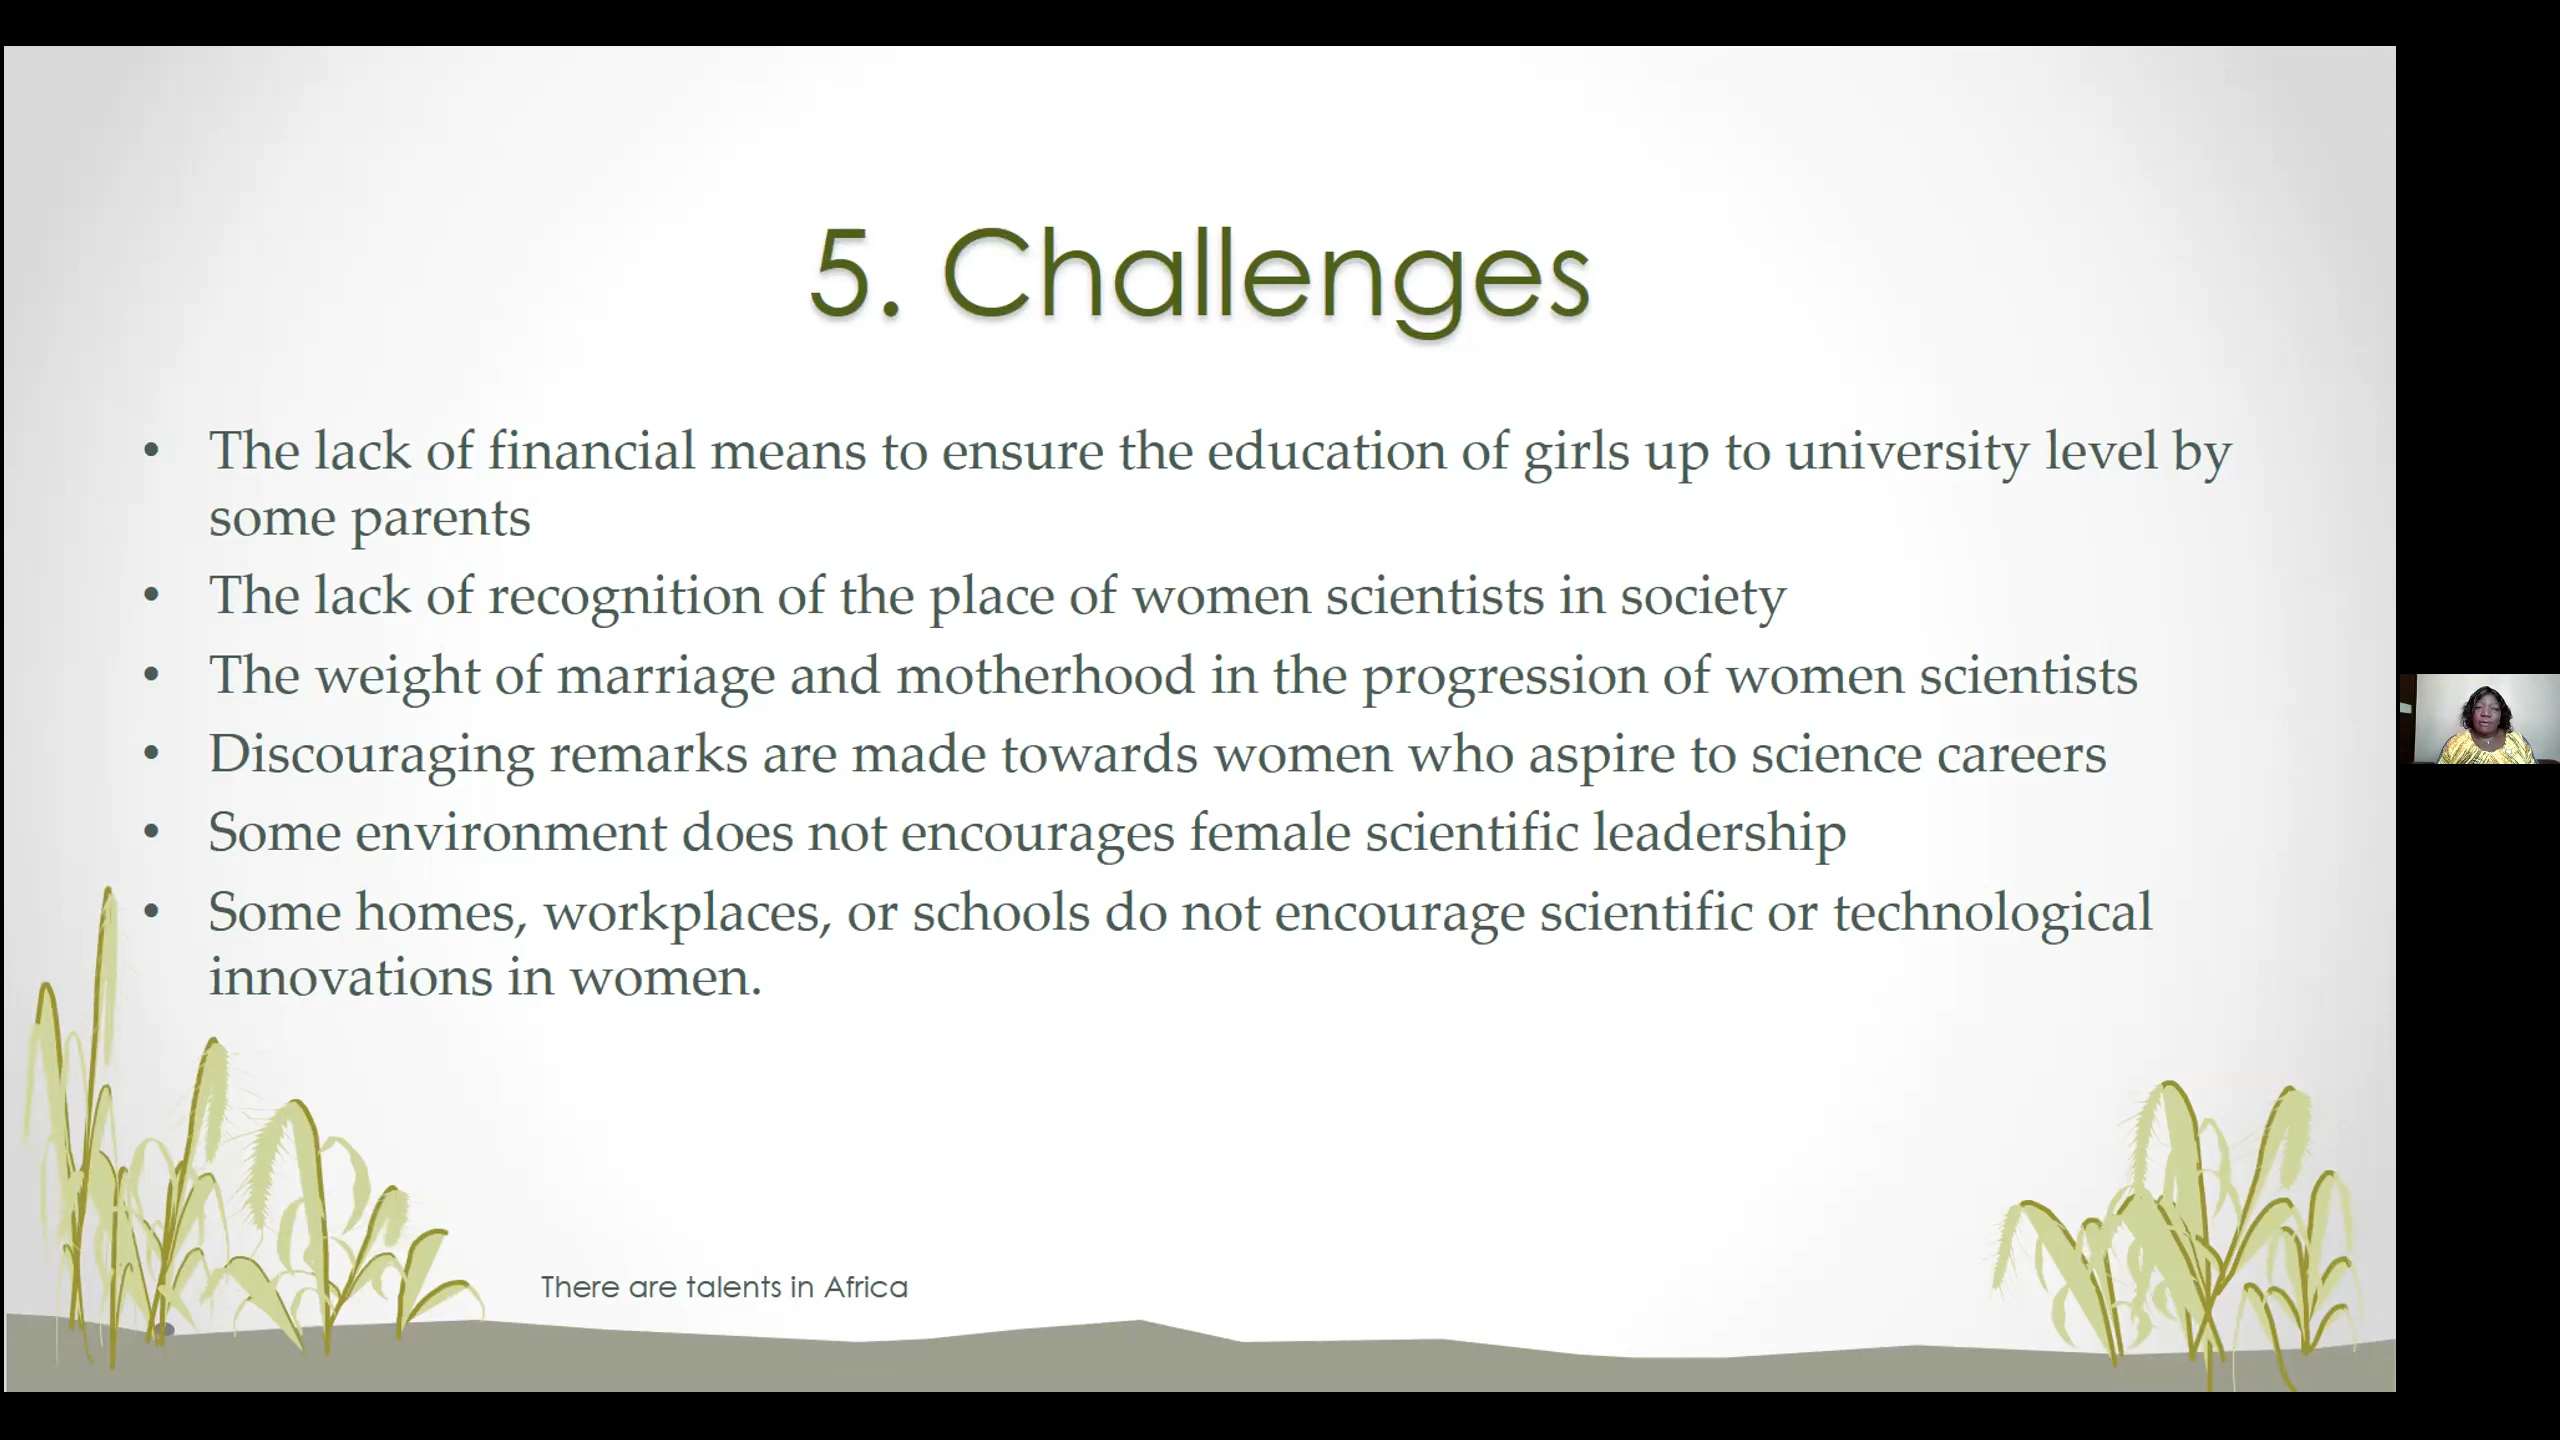 5. Challenges
• The lack of financial means to ensure the education of girls up to university level by
some parents
• The lack of recognition of the place of women scientists in society
• The weight of marriage and motherhood in the progression of women scientists
• Discouraging remarks are made towards women who aspire to science careers
• Some environment does not encourages female scientific leadership
• Some homes, workplaces, or schools do not encourage scientific or technological
innovations in women.
There are talents in Africa